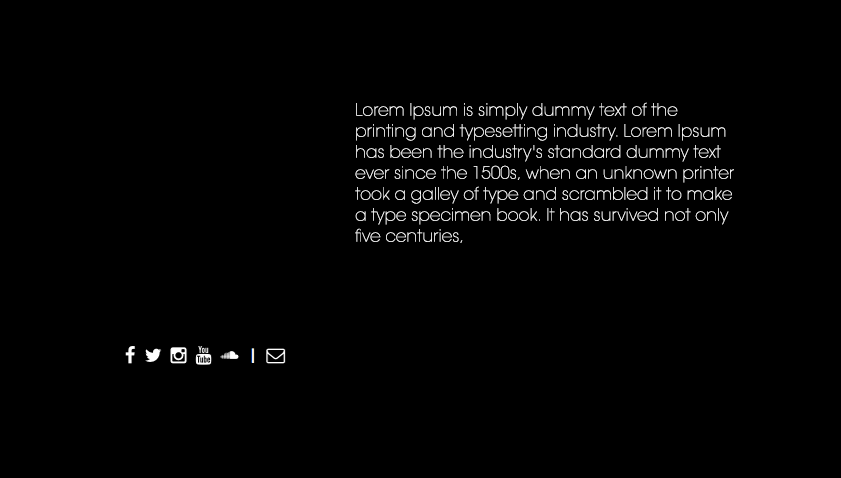 Lorem Ipsum is simply dummy text of the
printing and typesetting industry. Lorem Ipsum
has been the industry's standard dummy text
ever since the 1500s, when an unknown printer
took a galley of type and scrambled it to make
a type specimen book. It has survived not only
five centuries,
You
Tube